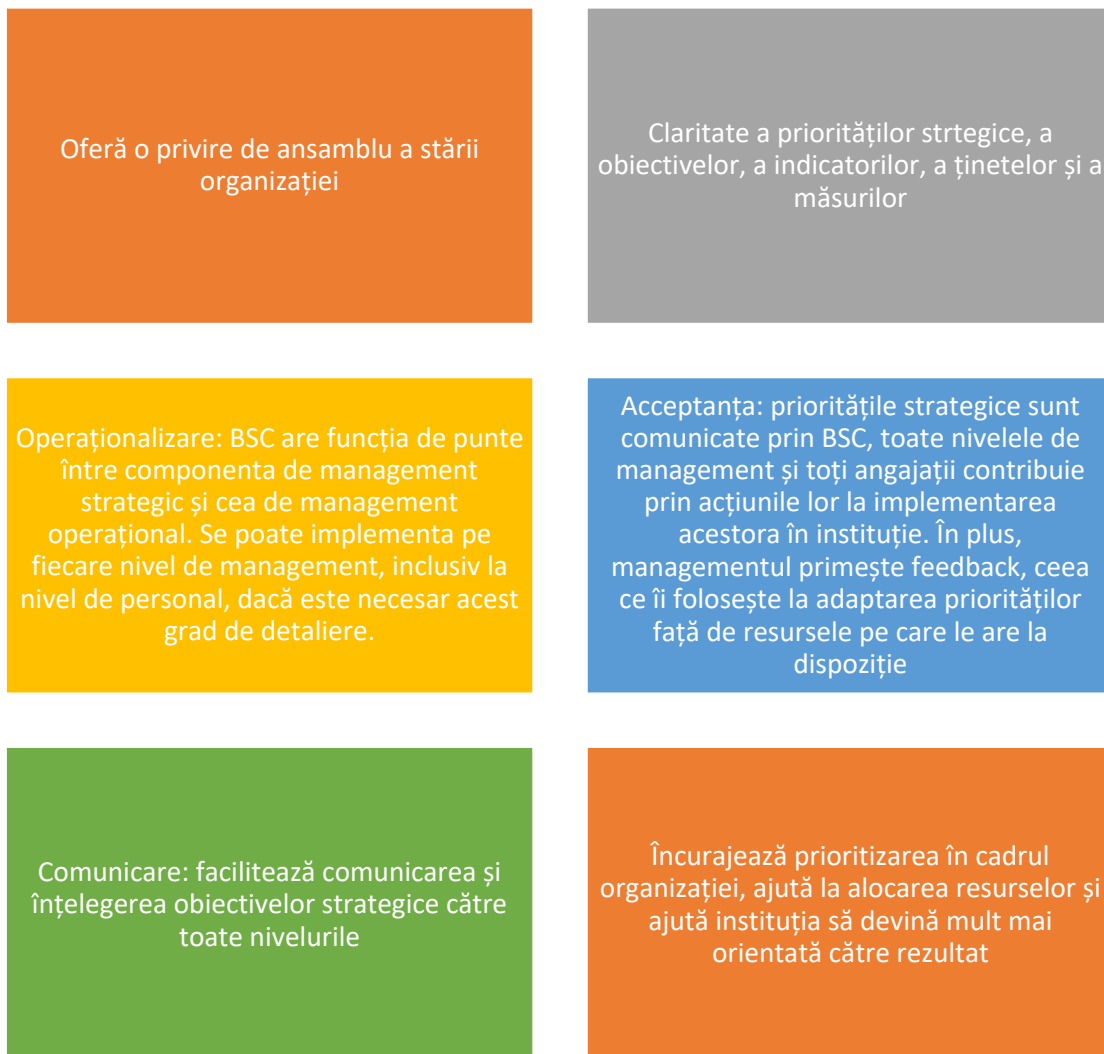 Oferă o privire de ansamblu a stării
organizației
Claritate a priorităților strtegice, a
obiectivelor, a indicatorilor, a ținetelor și a
măsurilor
Operaționalizare: BSC are funcția de punte
între componenta de management
strategic și cea de management
operațional. Se poate implementa pe
fiecare nivel de management, inclusiv la
nivel de personal, dacă este necesar acest
grad de detaliere.
Acceptanța: prioritățile strategice sunt
comunicate prin BSC, toate nivelele de
management și toți angajații contribuie
prin acțiunile lor la implementarea
acestora în instituție. În plus,
managementul primește feedback, ceea
ce îi folosește la adaptarea priorităților
față de resursele pe care le are la
dispoziție
Comunicare: facilitează comunicarea și
înțelegerea obiectivelor strategice către
toate nivelurile
Încurajează prioritizarea în cadrul
organizației, ajută la alocarea resurselor și
ajută instituția să devină mult mai
orientată către rezultat